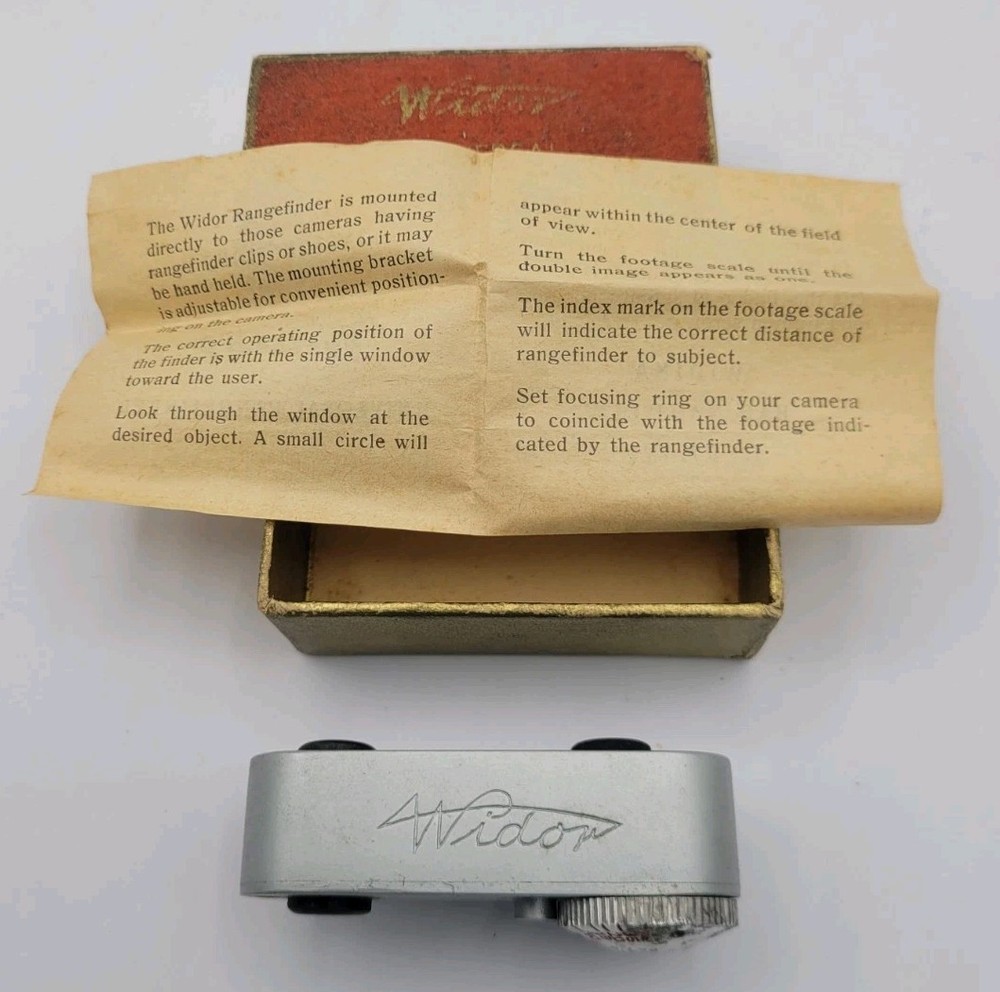 Widor
The Widor Rangefinder is mounted
directly to those cameras having
rangefinder clips or shoes, or it may
be hand held. The mounting bracket
is adjustable for convenient position-
ing on the camera.
The correct operating position of
the finder is with the single window
toward the user.
Look through the window at the
desired object. A small circle will
appear within the center of the field
of view.
Turn the footage scale until the
double image appears as one.
The index mark on the footage scale
will indicate the correct distance of
rangefinder to subject.
Set focusing ring on your camera
to coincide with the footage indi-
cated by the rangefinder.
Widor